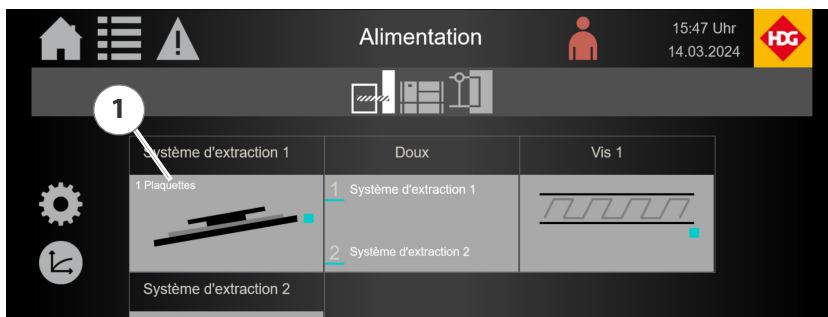 Alimentation
15:47 Uhr
14.03.2024
HDG
1
Système d'extraction 1
Doux
Vis 1
1 Plaquettes
1 Système d'extraction 1
2 Système d'extraction 2
Système d'extraction 2